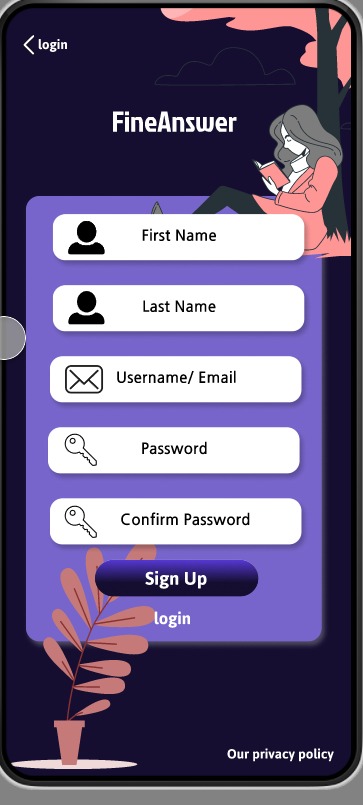 login
FineAnswer
First Name
Last Name
Username/ Email
Password
Confirm Password
Sign Up
login
Our privacy policy